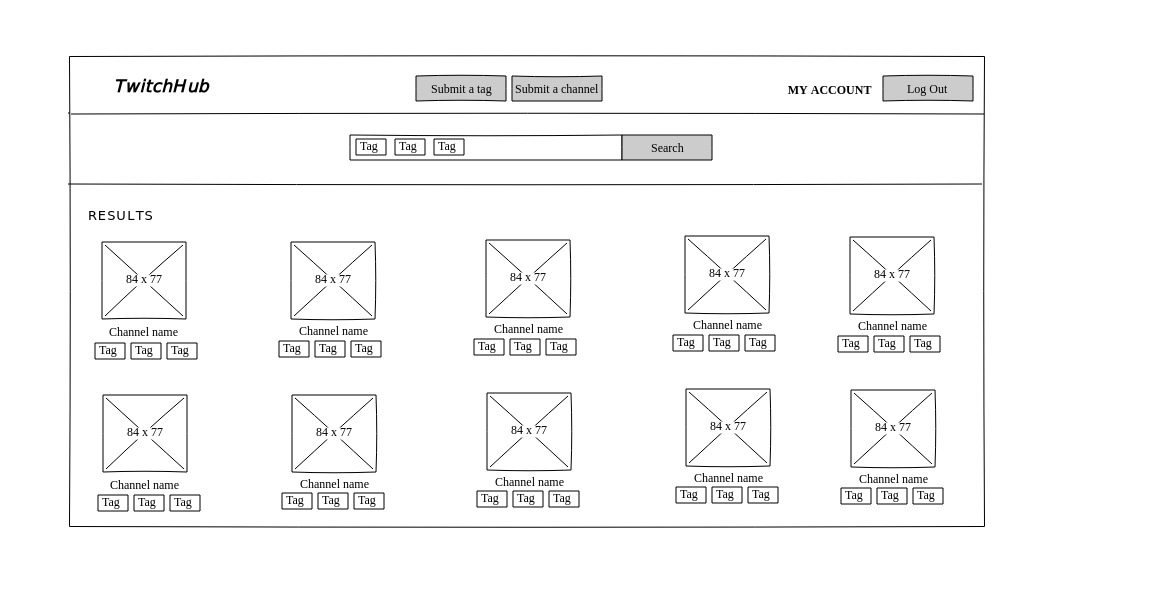 TwitchHub
Submit a tag Submit a channel
MY ACCOUNT Log Out
Tag Tag Tag Search
RESULTS
84 x 77 84 x 77 84 x 77 84 x 77 84 x 77
Channel name Channel name Channel name Channel name Channel name
Tag Tag Tag Tag Tag Tag Tag Tag Tag Tag Tag Tag Tag Tag Tag
84 x 77 84 x 77 84 x 77 84 x 77 84 x 77
Channel name Channel name Channel name Channel name Channel name
Tag Tag Tag Tag Tag Tag Tag Tag Tag Tag Tag Tag Tag Tag Tag